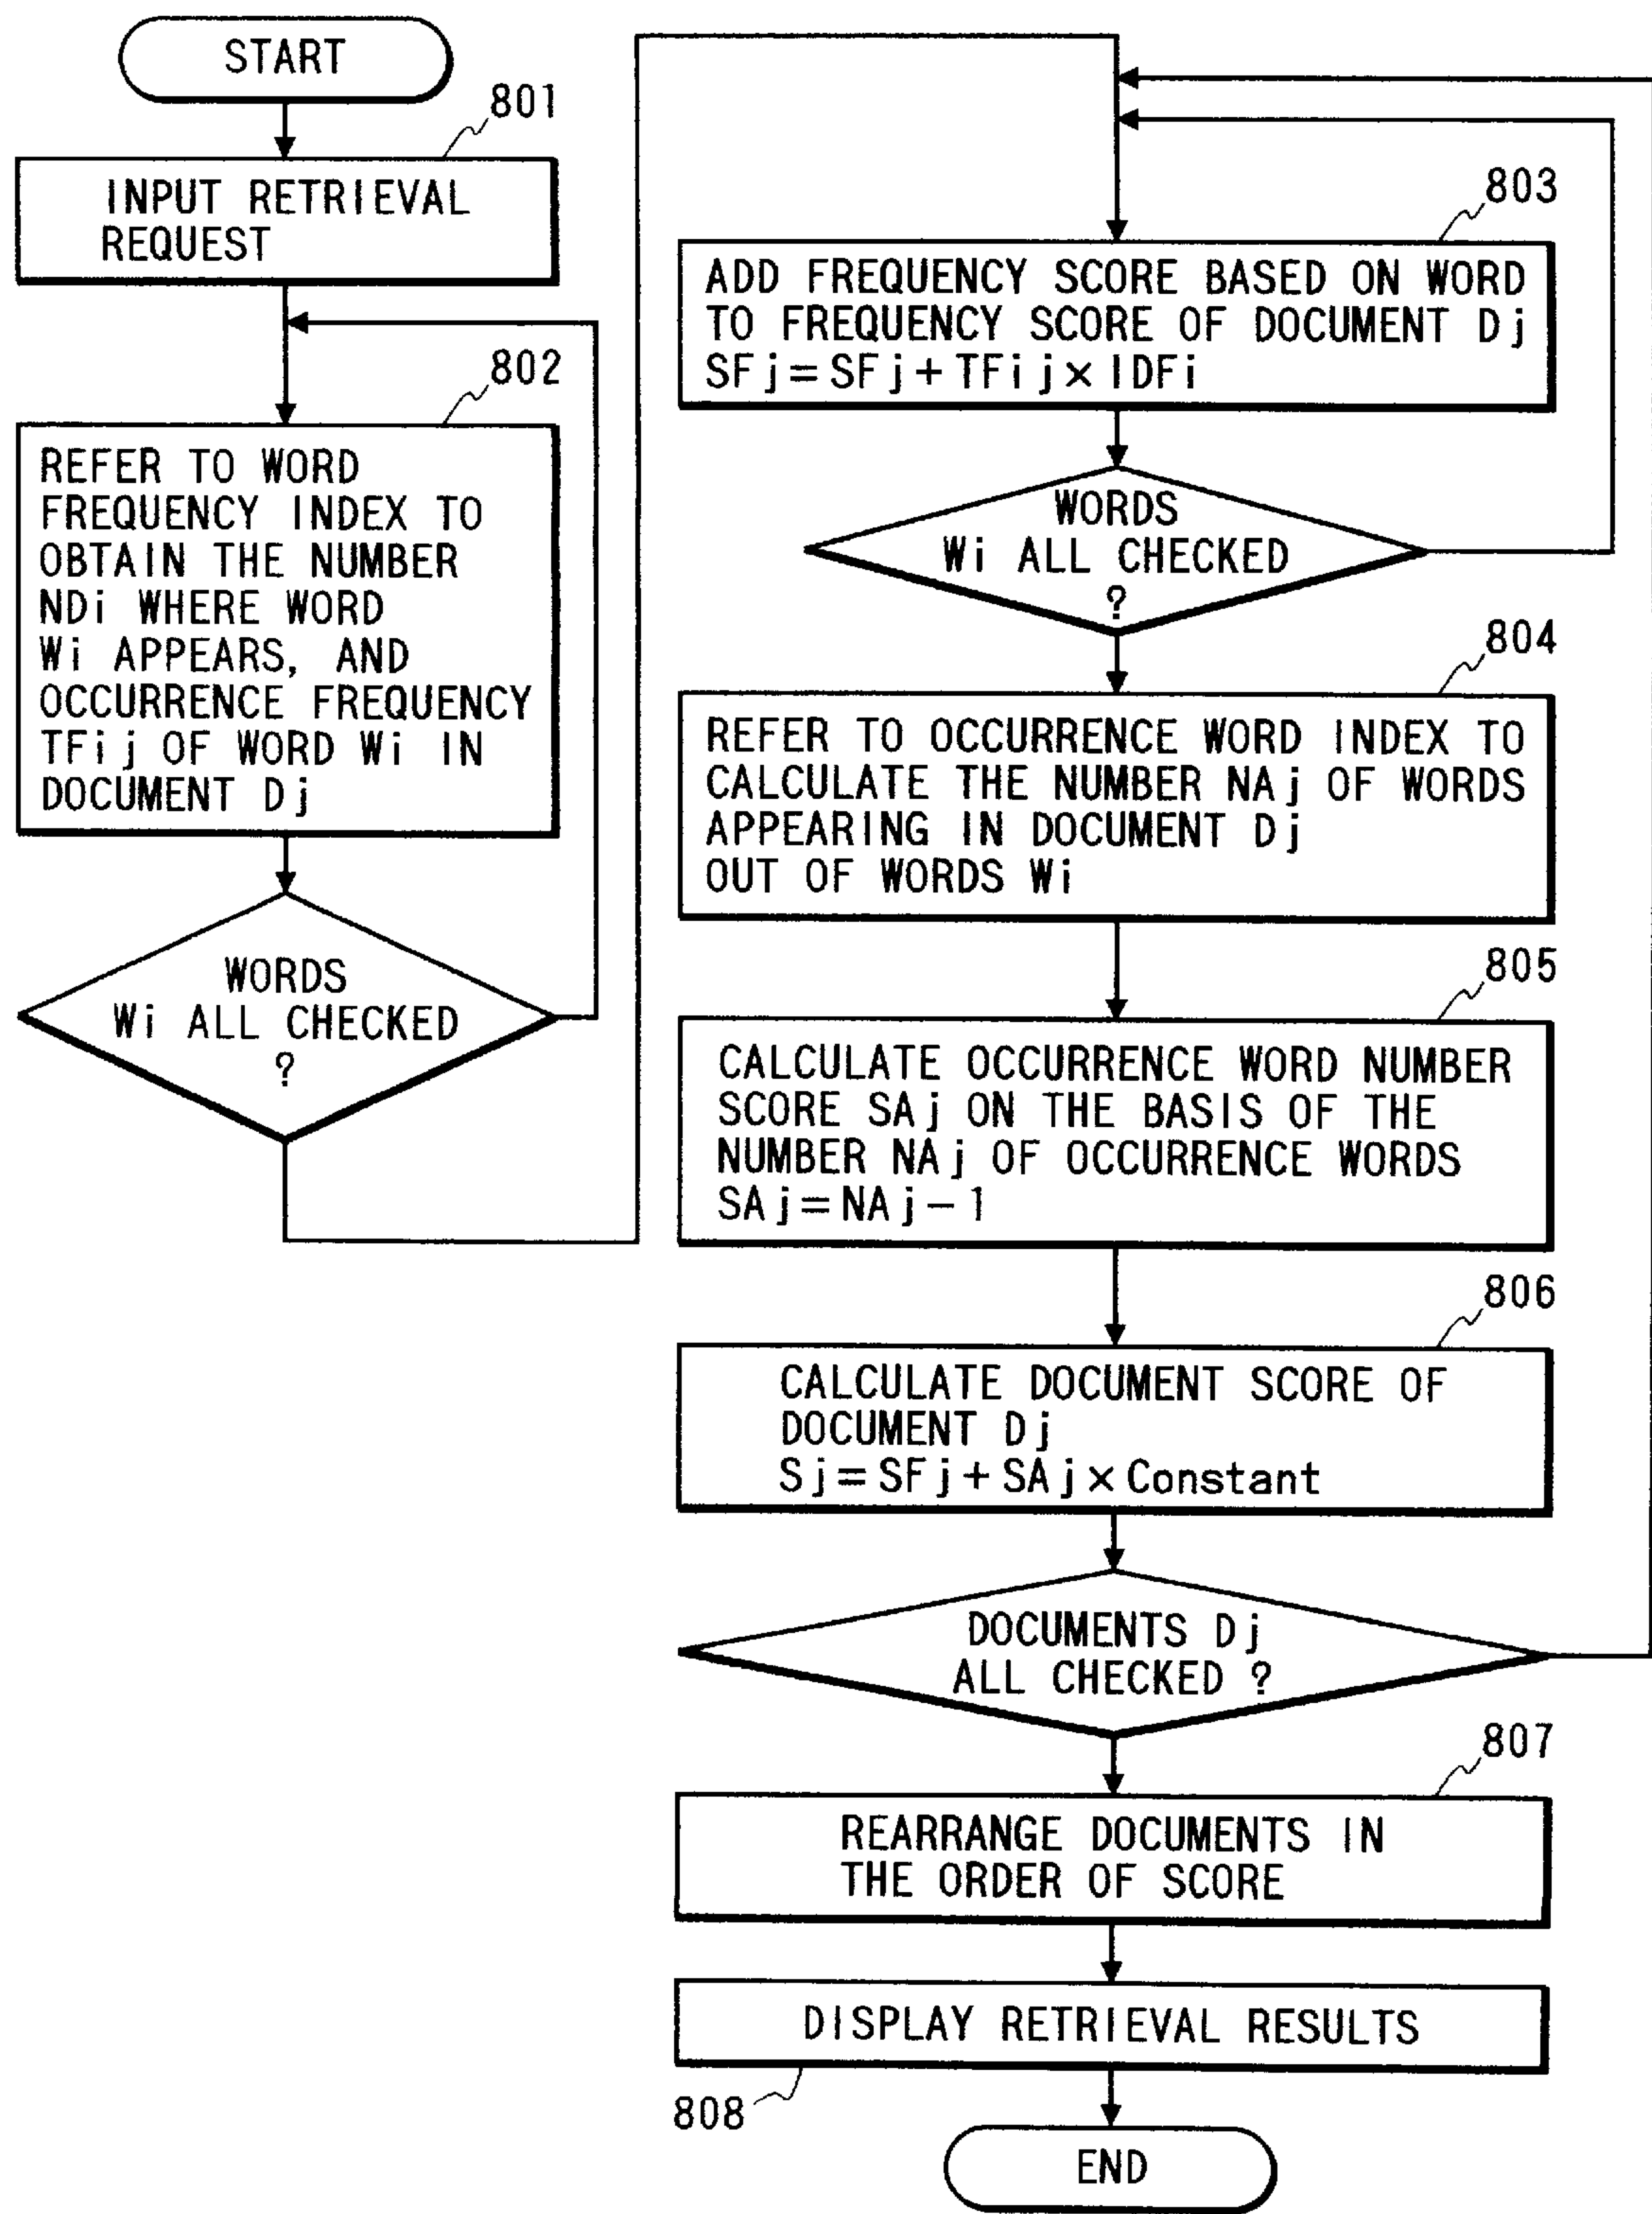 START
801
INPUT RETRIEVAL
REQUEST
802
REFER TO WORD
FREQUENCY INDEX TO
OBTAIN THE NUMBER
NDi WHERE WORD
Wi APPEARS, AND
OCCURRENCE FREQUENCY
TFij OF WORD Wi IN
DOCUMENT Dj
WORDS
Wi ALL CHECKED
?
803
ADD FREQUENCY SCORE BASED ON WORD
TO FREQUENCY SCORE OF DOCUMENT Dj
SFj=SFj+TFij×IDFi
WORDS
Wi ALL CHECKED
?
804
REFER TO OCCURRENCE WORD INDEX TO
CALCULATE THE NUMBER NAj OF WORDS
APPEARING IN DOCUMENT Dj
OUT OF WORDS Wi
805
CALCULATE OCCURRENCE WORD NUMBER
SCORE SAj ON THE BASIS OF THE
NUMBER NAj OF OCCURRENCE WORDS
SAj=NAj-1
806
CALCULATE DOCUMENT SCORE OF
DOCUMENT Dj
Sj=SFj+SAj×Constant
DOCUMENTS Dj
ALL CHECKED ?
807
REARRANGE DOCUMENTS IN
THE ORDER OF SCORE
DISPLAY RETRIEVAL RESULTS
808
END